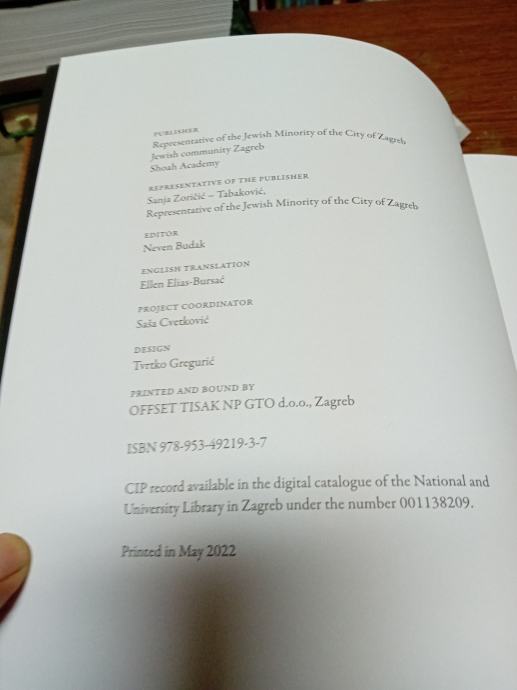 PUBLISHER
Representative of the Jewish Minority of the City of Zagreb
Jewish community Zagreb
Shoah Academy
REPRESENTATIVE OF THE PUBLISHER
Sanja Zoričić – Tabaković,
Representative of the Jewish Minority of the City of Zagreb
EDITOR
Neven Budak
ENGLISH TRANSLATION
Ellen Elias-Bursać
PROJECT COORDINATOR
Saša Cvetković
DESIGN
Tvrtko Gregurić
PRINTED AND BOUND BY
OFFSET TISAK NP GTO d.o.o., Zagreb
ISBN 978-953-49219-3-7
CIP record available in the digital catalogue of the National and
University Library in Zagreb under the number 001138209.
Printed in May 2022